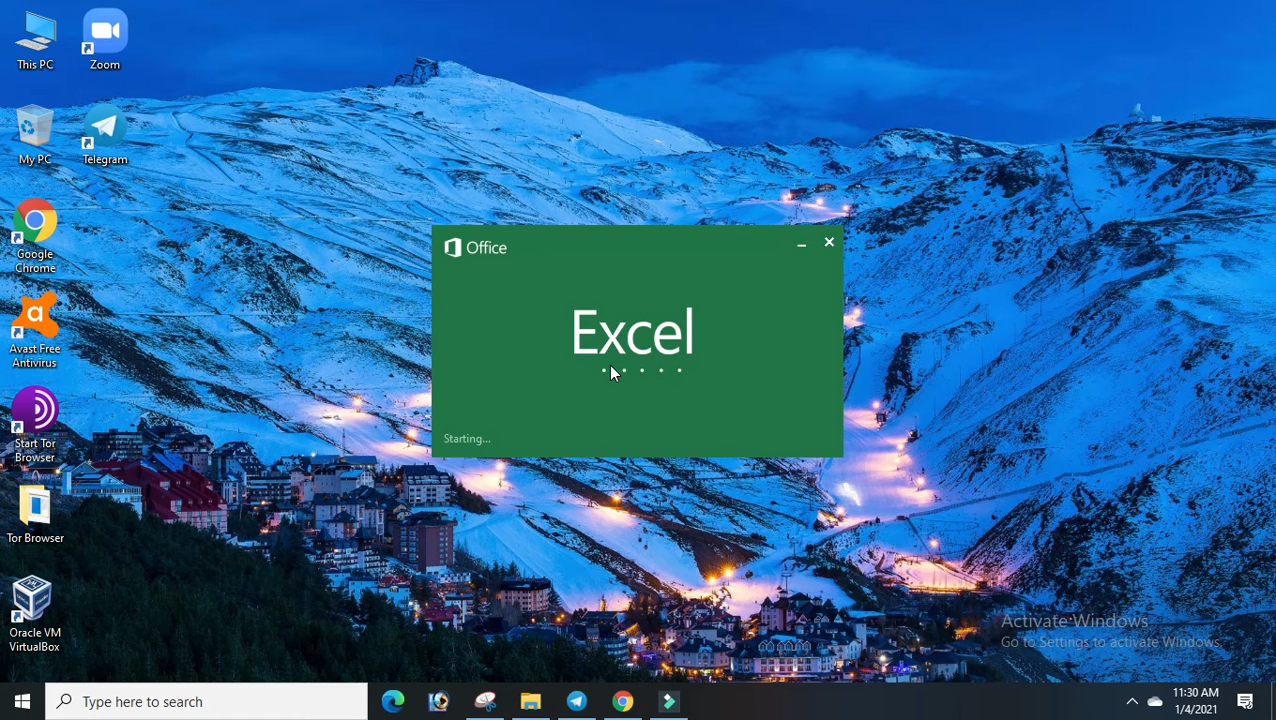 This PC
Zoom
My PC
Telegram
Google
Chrome
Avast Free
Antivirus
Start Tor
Browser
Tor Browser
Oracle VM
VirtualBox
Office
Excel
Starting...
Activate Windows
Go to Settings to activate Windows.
Type here to search
11:30 AM
1/4/2021